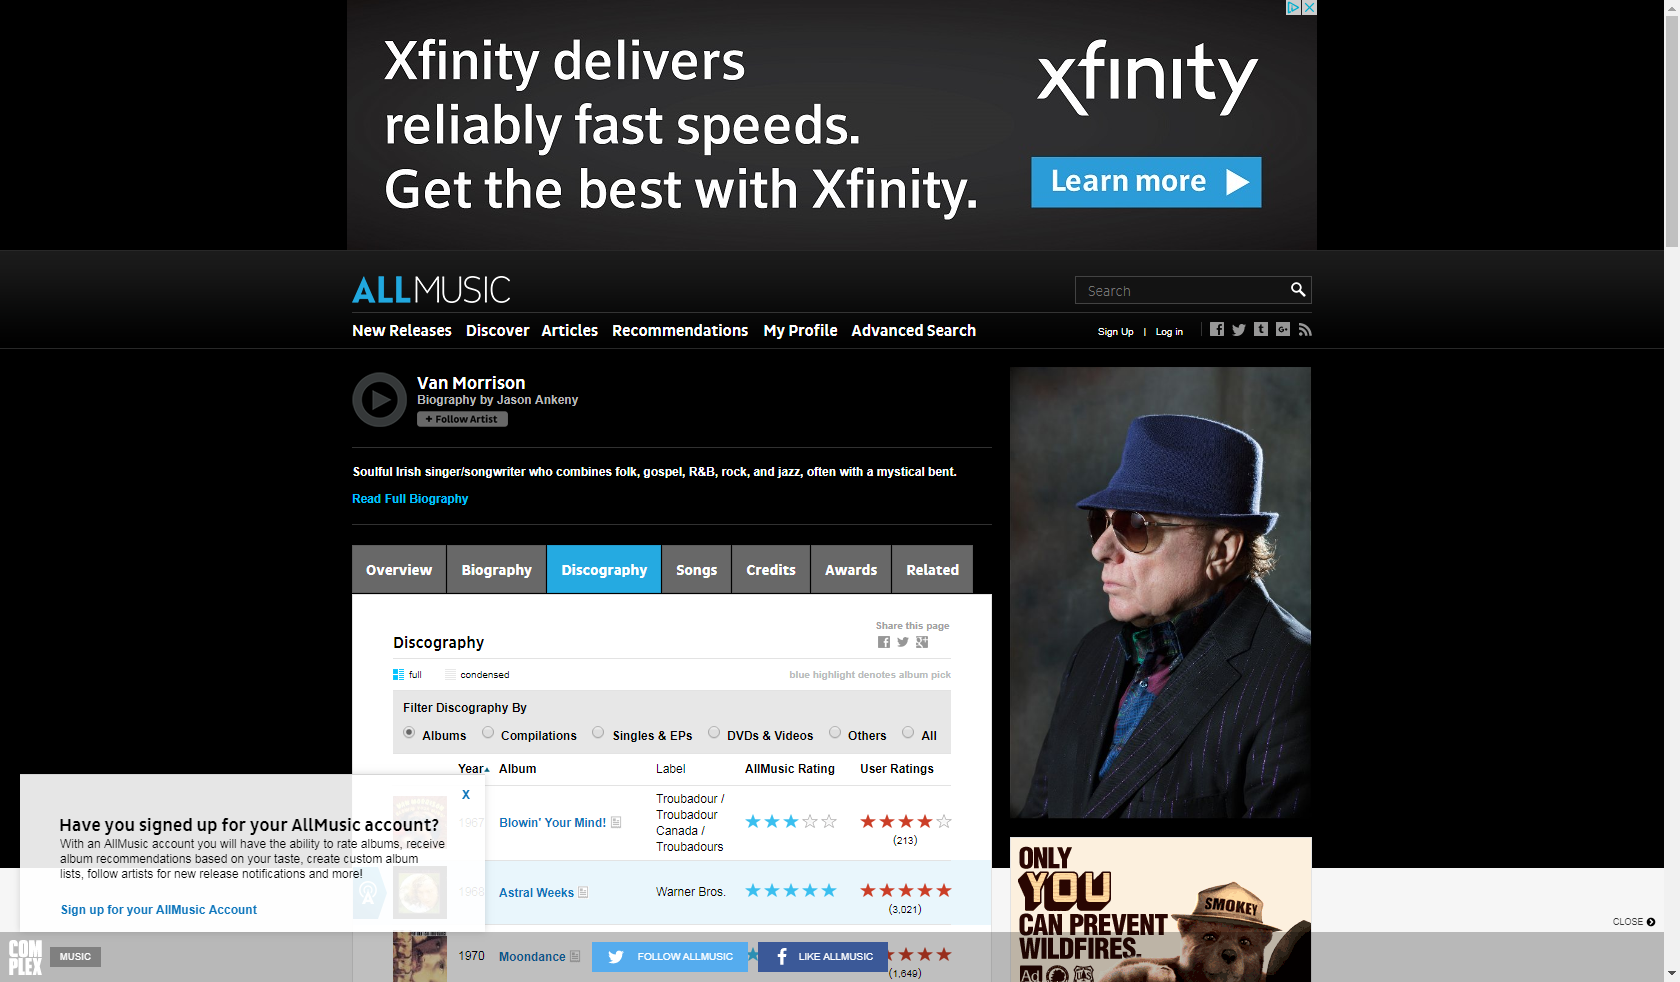 Xfinity delivers
reliably fast speeds.
Get the best with Xfinity.
xfinity
Learn more
ALLMUSIC
Search
New Releases Discover Articles Recommendations My Profile Advanced Search
Sign Up | Log in
Van Morrison
Biography by Jason Ankeny
+ Follow Artist
Soulful Irish singer/songwriter who combines folk, gospel, R&B, rock, and jazz, often with a mystical bent.
Read Full Biography
Overview Biography Discography Songs Credits Awards Related
Share this page
Discography
full condensed blue highlight denotes album pick
Filter Discography By
Albums Compilations Singles & EPs DVDs & Videos Others All
Year Album Label AllMusic Rating User Ratings
1967 Blowin' Your Mind! Troubadour /
Troubadour
Canada /
Troubadours
(213)
1968 Astral Weeks Warner Bros.
(3,021)
1970 Moondance
(1,649)
X
Have you signed up for your AllMusic account?
With an AllMusic account you will have the ability to rate albums, receive
album recommendations based on your taste, create custom album
lists, follow artists for new release notifications and more!
Sign up for your AllMusic Account
ONLY
YOU
CAN PREVENT
WILDFIRES.
SMOKEY
Ad
CLOSE
COM
PLEX
MUSIC
FOLLOW ALLMUSIC
LIKE ALLMUSIC